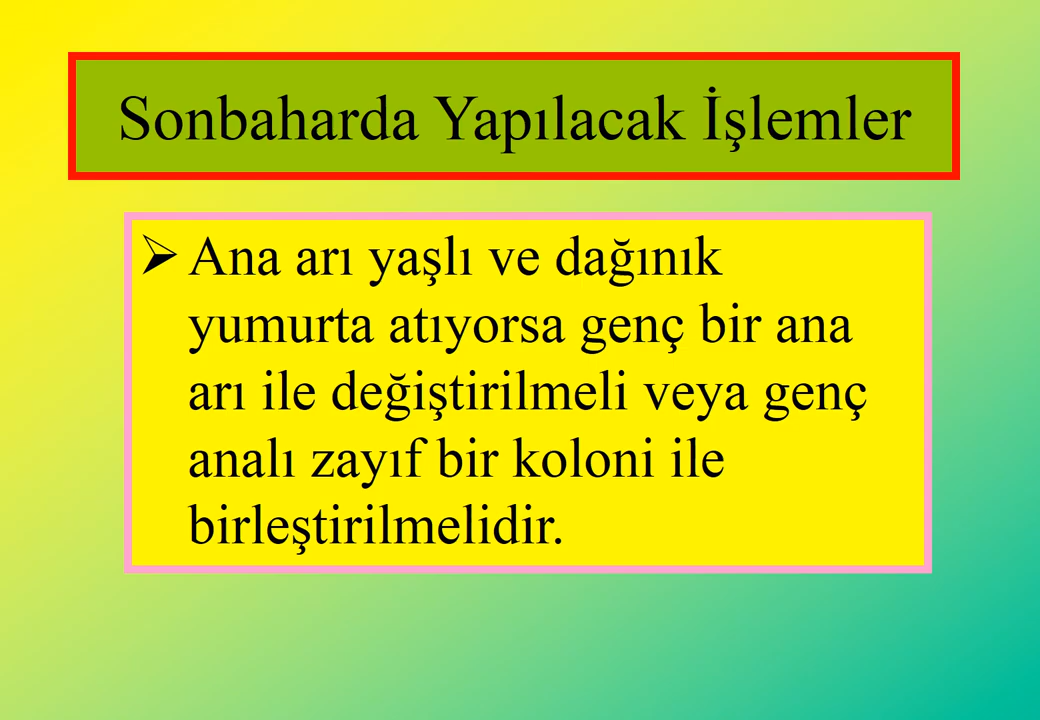 Sonbaharda Yapılacak İşlemler
➢ Ana arı yaşlı ve dağınık
yumurta atıyorsa genç bir ana
arı ile değiştirilmeli veya genç
analı zayıf bir koloni ile
birleştirilmelidir.